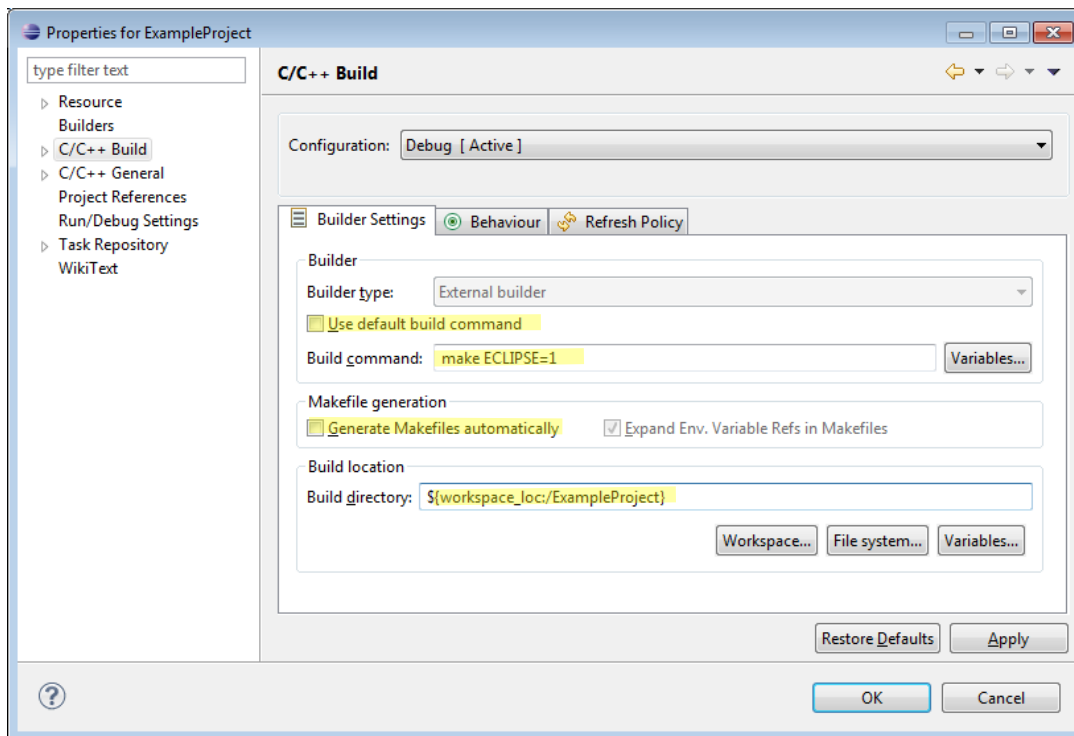 Properties for ExampleProject
type filter text
Resource
Builders
C/C++ Build
C/C++ General
Project References
Run/Debug Settings
Task Repository
WikiText
C/C++ Build
Configuration: Debug [ Active ]
Builder Settings Behaviour Refresh Policy
Builder
Builder type: External builder
Use default build command
Build command: make ECLIPSE=1 Variables...
Makefile generation
Generate Makefiles automatically Expand Env. Variable Refs in Makefiles
Build location
Build directory: ${workspace_loc:/ExampleProject}
Workspace... File system... Variables...
Restore Defaults Apply
? OK Cancel